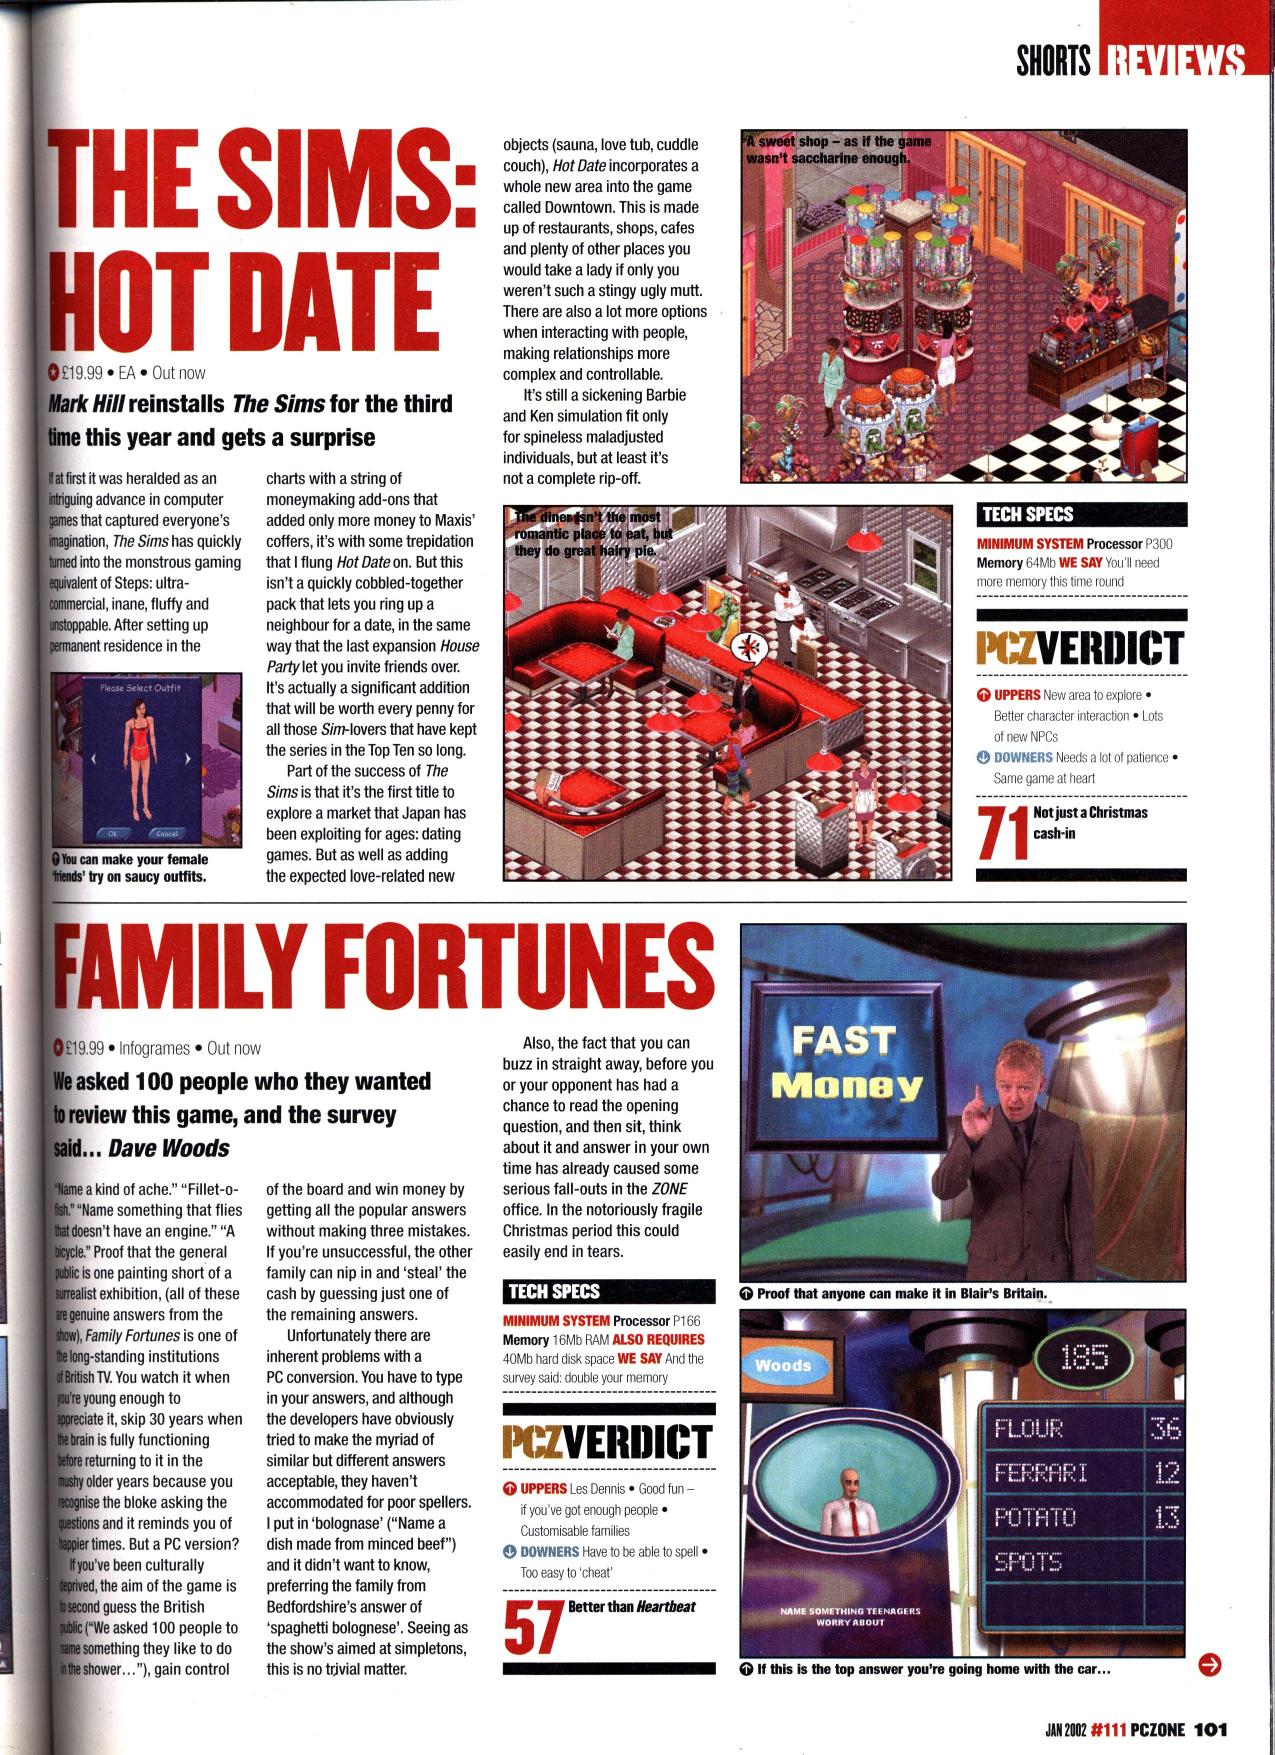 SHORTS REVIEWS
THE SIMS:
HOT DATE
£19.99 • EA • Out now
Mark Hill reinstalls The Sims for the third
time this year and gets a surprise
If at first it was heralded as an
intriguing advance in computer
games that captured everyone's
imagination, The Sims has quickly
turned into the monstrous gaming
equivalent of Steps: ultra-
commercial, inane, fluffy and
unstoppable. After setting up
permanent residence in the
Please Select Outfit
Ok
Cancel
You can make your female
'friends' try on saucy outfits.
charts with a string of
moneymaking add-ons that
added only more money to Maxis'
coffers, it's with some trepidation
that I flung Hot Date on. But this
isn't a quickly cobbled-together
pack that lets you ring up a
neighbour for a date, in the same
way that the last expansion House
Party let you invite friends over.
It's actually a significant addition
that will be worth every penny for
all those Sim-lovers that have kept
the series in the Top Ten so long.
Part of the success of The
Sims is that it's the first title to
explore a market that Japan has
been exploiting for ages: dating
games. But as well as adding
the expected love-related new
objects (sauna, love tub, cuddle
couch), Hot Date incorporates a
whole new area into the game
called Downtown. This is made
up of restaurants, shops, cafes
and plenty of other places you
would take a lady if only you
weren't such a stingy ugly mutt.
There are also a lot more options
when interacting with people,
making relationships more
complex and controllable.
It's still a sickening Barbie
and Ken simulation fit only
for spineless maladjusted
individuals, but at least it's
not a complete rip-off.
A sweet shop – as if the game
wasn't saccharine enough.
The diner isn't the most
romantic place to eat, but
they do great hairy pie.
TECH SPECS
MINIMUM SYSTEM Processor P300
Memory 64Mb WE SAY You'll need
more memory this time round
PCZVERDICT
UPPERS New area to explore •
Better character interaction • Lots
of new NPCs
DOWNERS Needs a lot of patience •
Same game at heart
71 Not just a Christmas
cash-in
FAMILY FORTUNES
£19.99 • Infogrames • Out now
We asked 100 people who they wanted
to review this game, and the survey
said... Dave Woods
"Name a kind of ache." "Fillet-o-
fish." "Name something that flies
that doesn't have an engine." "A
bicycle." Proof that the general
public is one painting short of a
surrealist exhibition, (all of these
are genuine answers from the
show), Family Fortunes is one of
the long-standing institutions
of British TV. You watch it when
you're young enough to
appreciate it, skip 30 years when
the brain is fully functioning
before returning to it in the
mushy older years because you
recognise the bloke asking the
questions and it reminds you of
happier times. But a PC version?
If you've been culturally
deprived, the aim of the game is
to second guess the British
public ("We asked 100 people to
name something they like to do
in the shower..."), gain control
of the board and win money by
getting all the popular answers
without making three mistakes.
If you're unsuccessful, the other
family can nip in and 'steal' the
cash by guessing just one of
the remaining answers.
Unfortunately there are
inherent problems with a
PC conversion. You have to type
in your answers, and although
the developers have obviously
tried to make the myriad of
similar but different answers
acceptable, they haven't
accommodated for poor spellers.
I put in 'bolognase' ("Name a
dish made from minced beef")
and it didn't want to know,
preferring the family from
Bedfordshire's answer of
'spaghetti bolognese'. Seeing as
the show's aimed at simpletons,
this is no trivial matter.
Also, the fact that you can
buzz in straight away, before you
or your opponent has had a
chance to read the opening
question, and then sit, think
about it and answer in your own
time has already caused some
serious fall-outs in the ZONE
office. In the notoriously fragile
Christmas period this could
easily end in tears.
TECH SPECS
MINIMUM SYSTEM Processor P166
Memory 16Mb RAM ALSO REQUIRES
40Mb hard disk space WE SAY And the
survey said: double your memory
PCZVERDICT
UPPERS Les Dennis • Good fun –
if you've got enough people •
Customisable families
DOWNERS Have to be able to spell •
Too easy to 'cheat'
57 Better than Heartbeat
FAST
Money
Proof that anyone can make it in Blair's Britain.
Woods
185
FLOUR 36
FERRARI 12
POTATO 13
SPOTS
NAME SOMETHING TEENAGERS
WORRY ABOUT
If this is the top answer you're going home with the car...
JAN 2002 #111 PCZONE 101